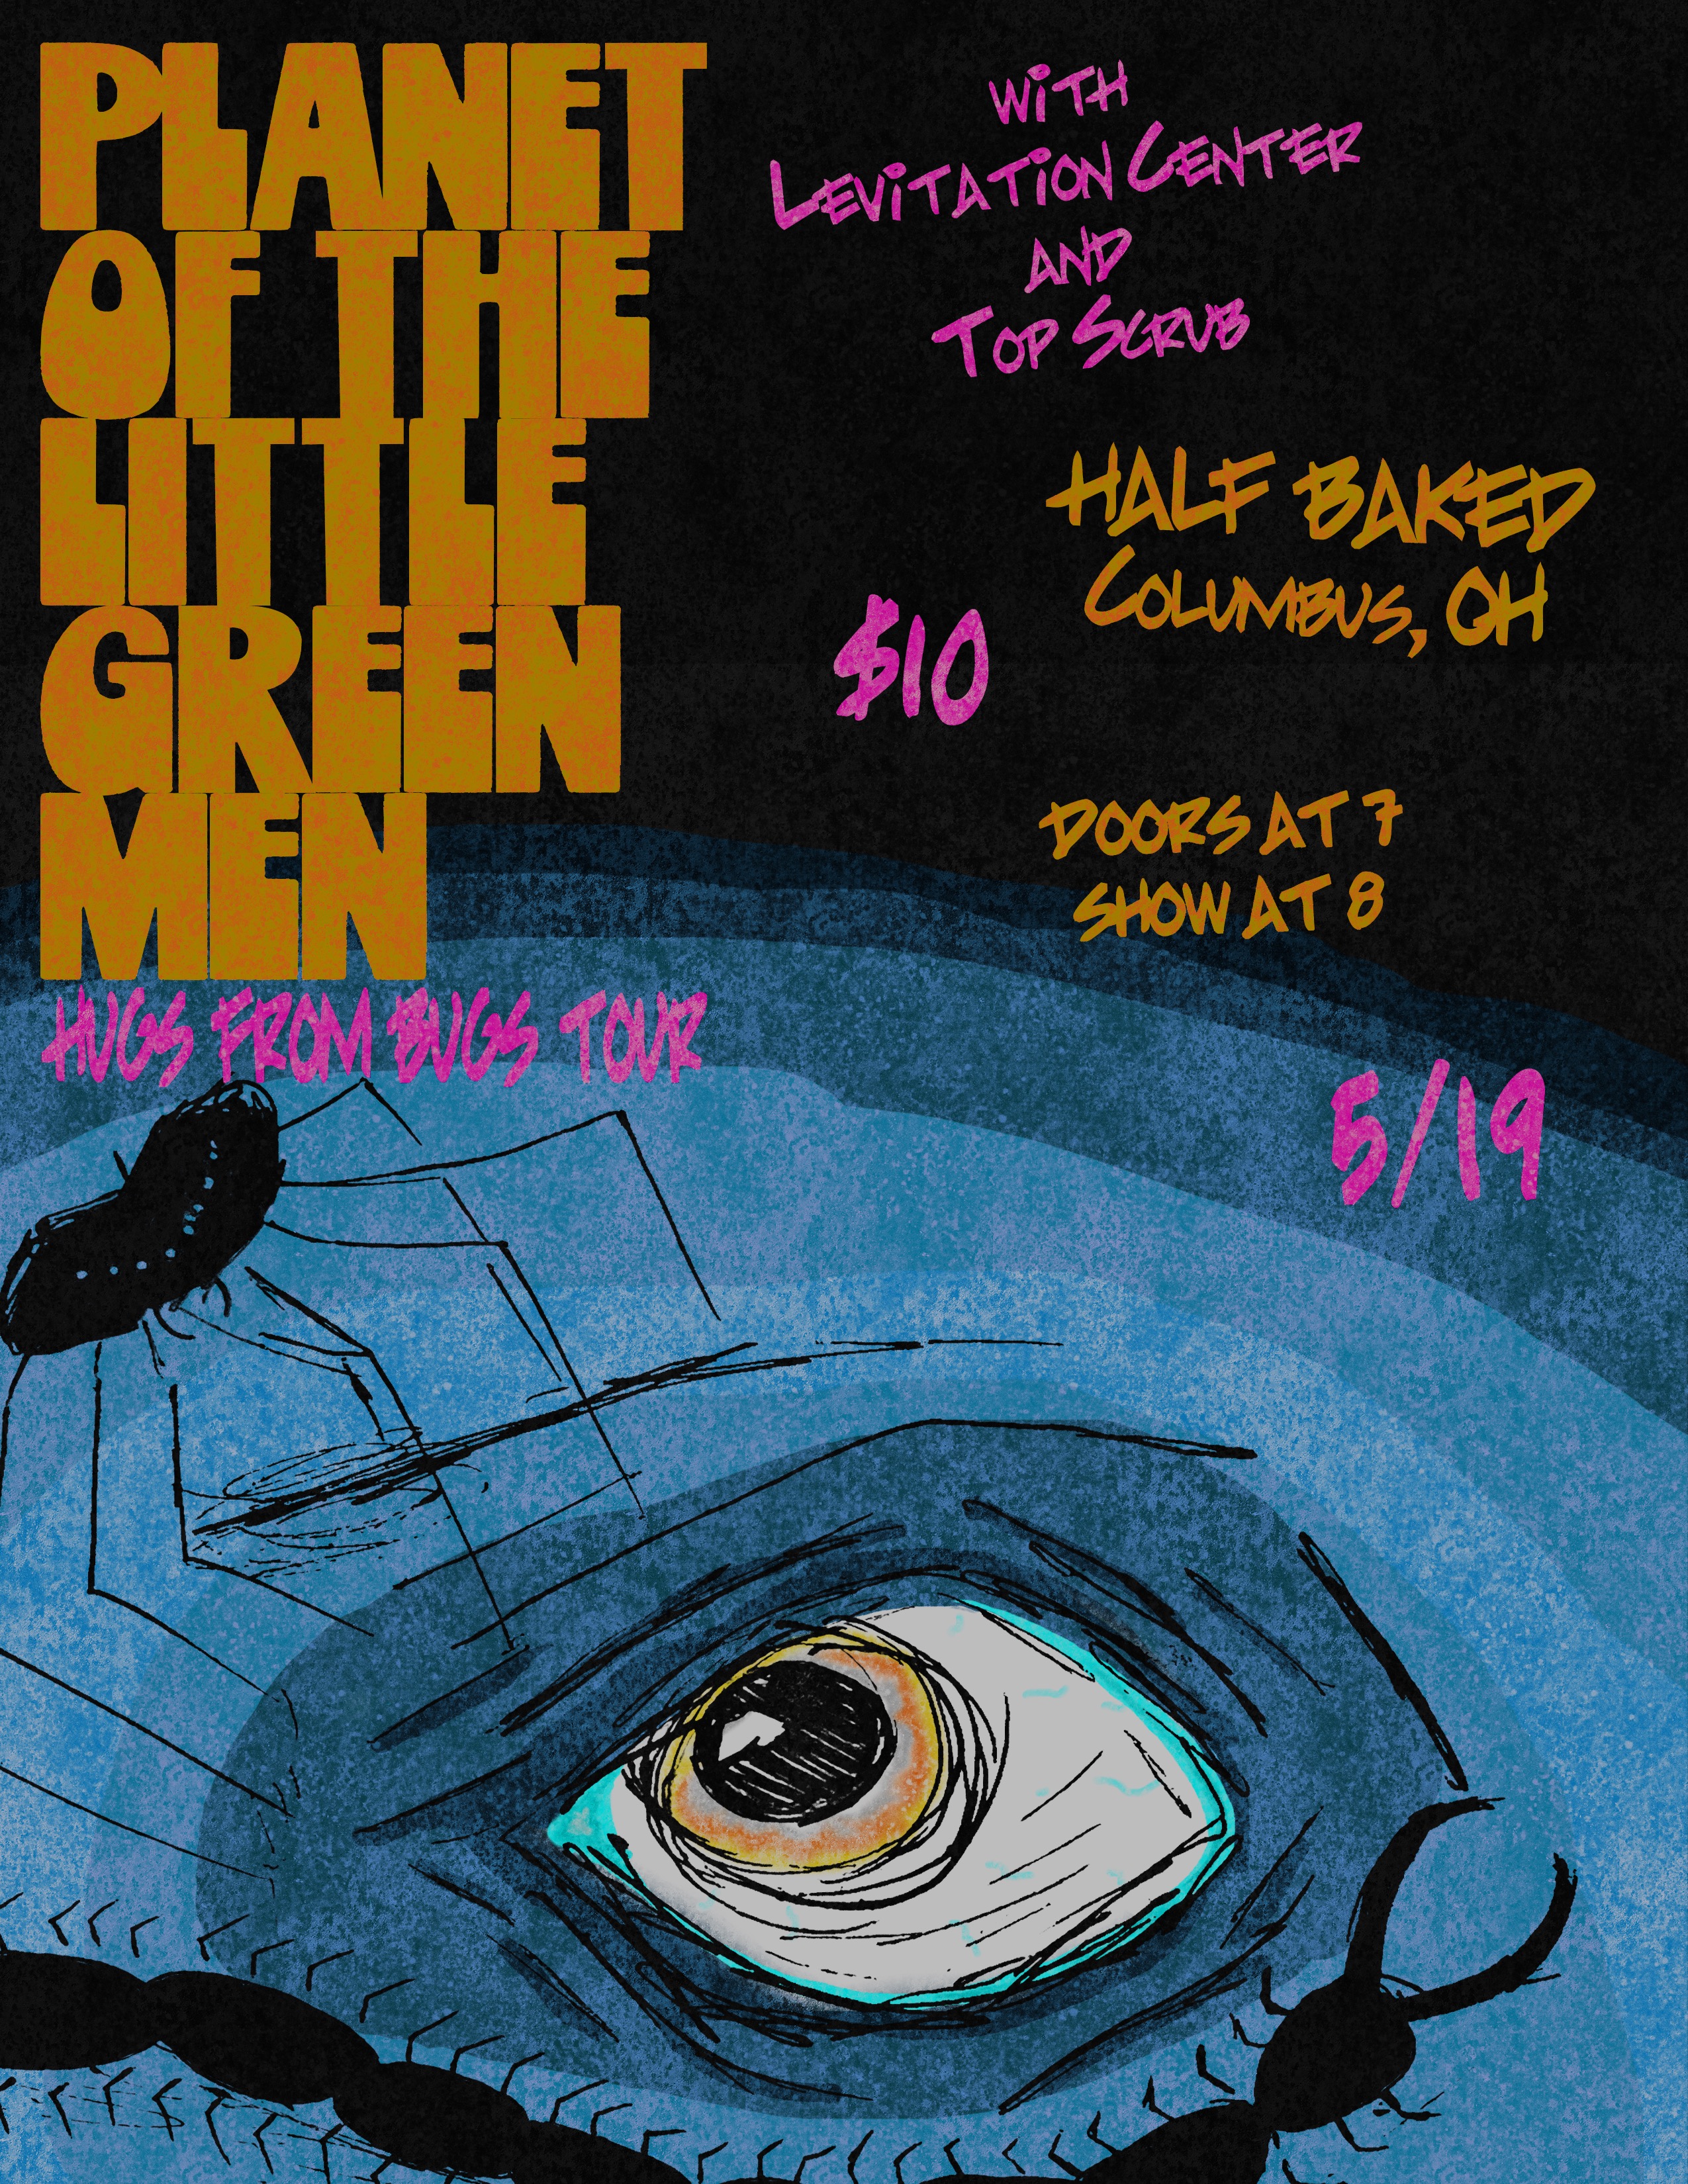 PLANET
OF THE
LITTLE
GREEN
MEN
HUGS FROM BUGS TOUR
WITH
LEVITATION CENTER
AND
TOP SCRUB
HALF BAKED
COLUMBUS, OH
$10
DOORS AT 7
SHOW AT 8
5/19